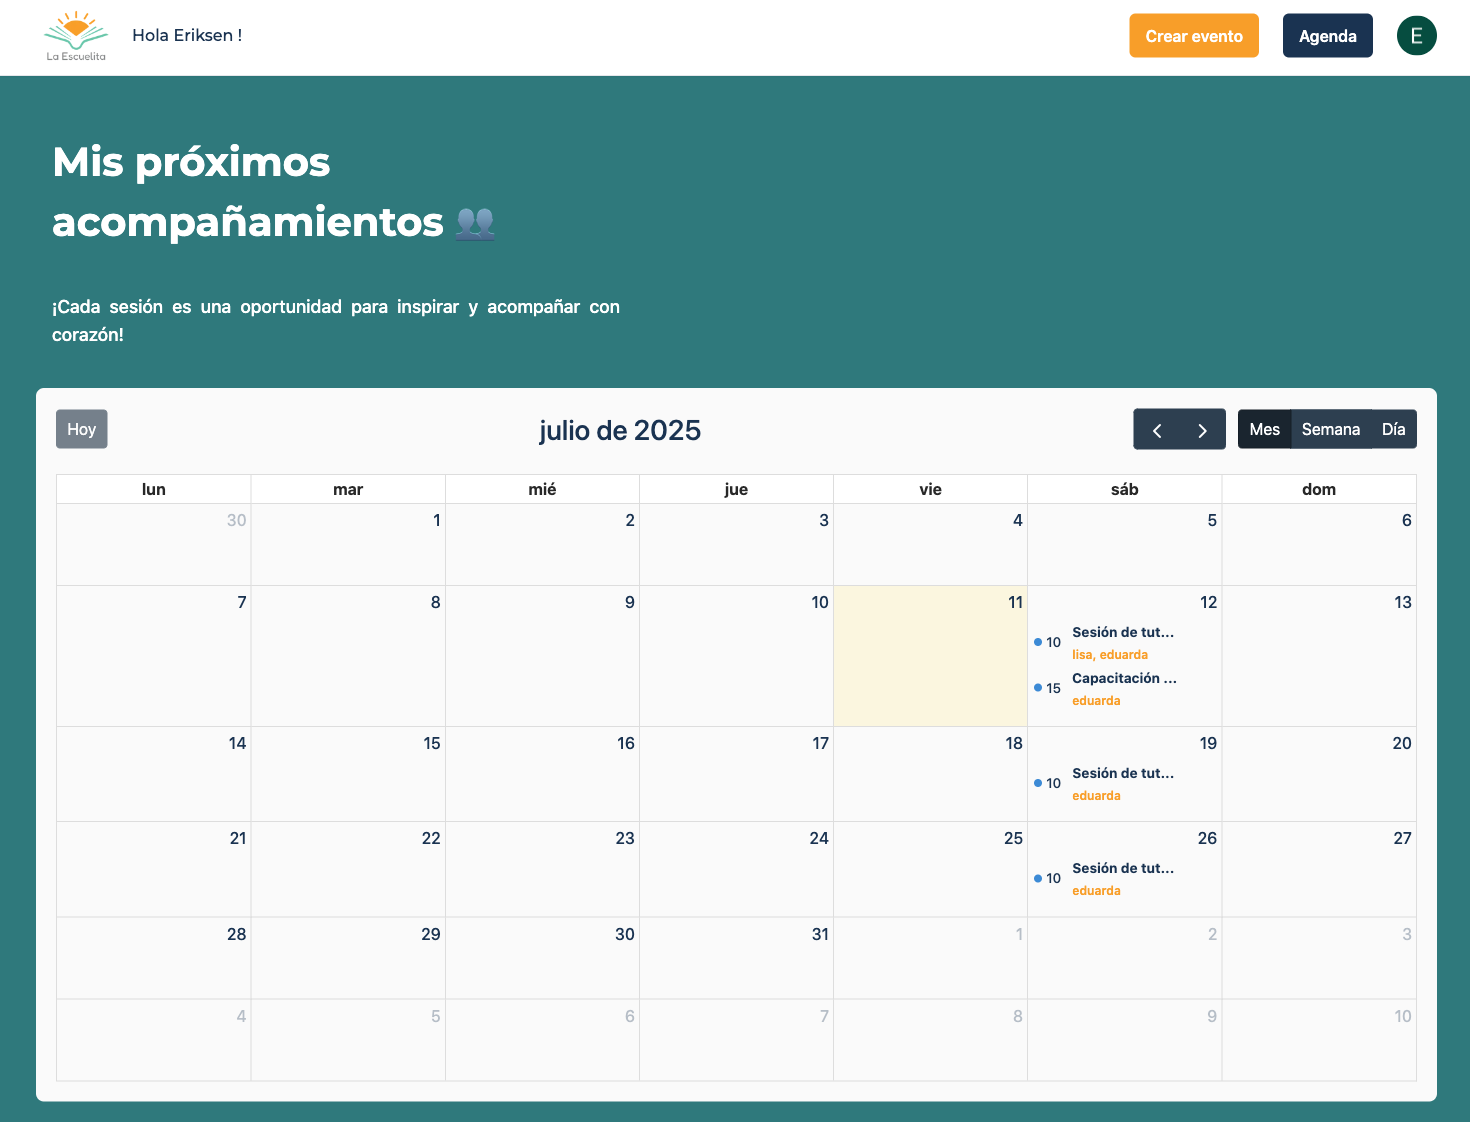 La Escuelita
Hola Eriksen !
Crear evento
Agenda
E
Mis próximos
acompañamientos
¡Cada sesión es una oportunidad para inspirar y acompañar con
corazón!
Hoy
julio de 2025
Mes Semana Día
lun mar mié jue vie sáb dom
30 1 2 3 4 5 6
7 8 9 10 11 12 13
10 Sesión de tut...
lisa, eduarda
15 Capacitación ...
eduarda
14 15 16 17 18 19 20
10 Sesión de tut...
eduarda
21 22 23 24 25 26 27
10 Sesión de tut...
eduarda
28 29 30 31 1 2 3
4 5 6 7 8 9 10